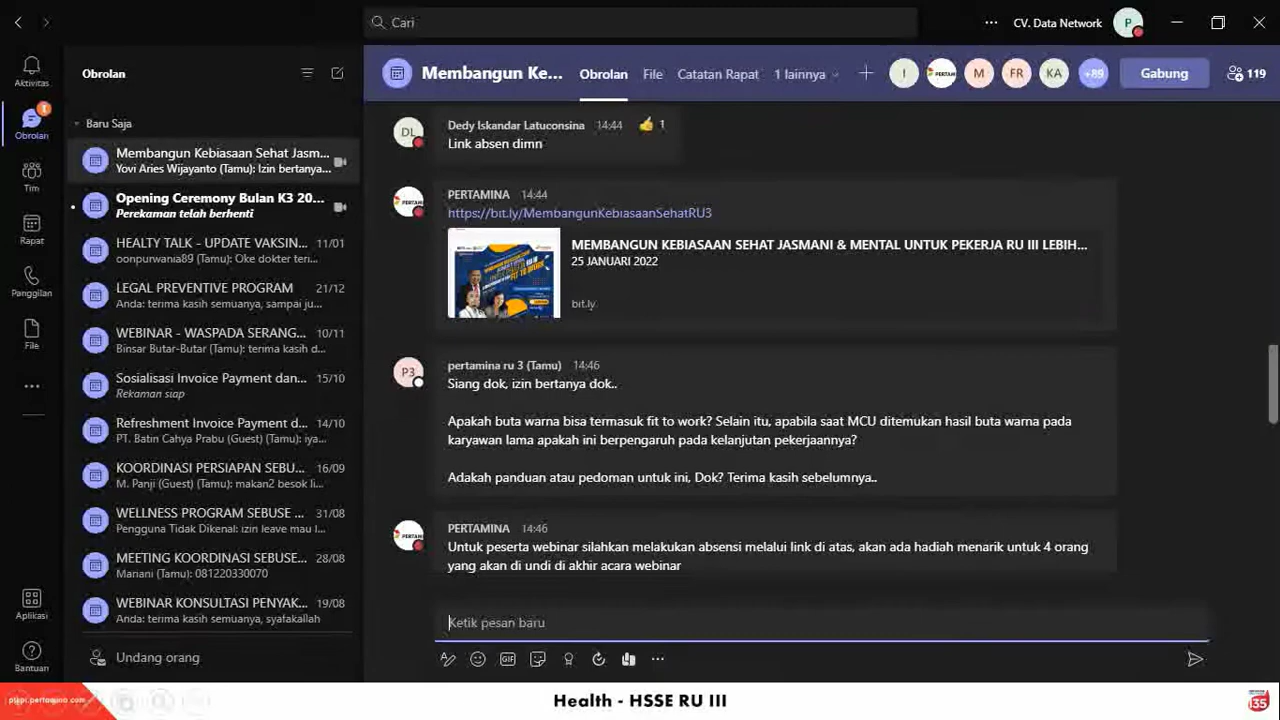 Cari
CV. Data Network
P
Aktivitas
Obrolan
Tim
Rapat
Panggilan
File
Aplikasi
Bantuan
Obrolan
Baru Saja
Membangun Kebiasaan Sehat Jasm...
Yovi Aries Wijayanto (Tamu): Izin bertanya...
Opening Ceremony Bulan K3 20...
Perekaman telah berhenti
HEALTY TALK - UPDATE VAKSIN... 11/01
oonpurwania89 (Tamu): Oke dokter teri...
LEGAL PREVENTIVE PROGRAM 21/12
Anda: terima kasih semuanya, sampai ju...
WEBINAR - WASPADA SERANG... 10/11
Binsar Butar-Butar (Tamu): terima kasih d...
Sosialisasi Invoice Payment dan... 15/10
Rekaman siap
Refreshment Invoice Payment d... 14/10
PT. Batin Cahya Prabu (Guest) (Tamu): iya...
KOORDINASI PERSIAPAN SEBU... 16/09
M. Panji (Guest) (Tamu): makan2 besok li...
WELLNESS PROGRAM SEBUSE ... 31/08
Pengguna Tidak Dikenal: izin leave mau l...
MEETING KOORDINASI SEBUSE... 28/08
Mariani (Tamu): 081220330070
WEBINAR KONSULTASI PENYAK... 19/08
Anda: terima kasih semuanya, syafakallah
Undang orang
Membangun Ke... Obrolan File Catatan Rapat 1 lainnya
I PERTAM M FR KA +89 Gabung 119
DL
Dedy Iskandar Latuconsina 14:44 👍 1
Link absen dimn
PERTAMINA 14:44
https://bit.ly/MembangunKebiasaanSehatRU3
MEMBANGUN KEBIASAAN SEHAT JASMANI & MENTAL UNTUK PEKERJA RU III LEBIH...
25 JANUARI 2022
bit.ly
P3
pertamina ru 3 (Tamu) 14:46
Siang dok, izin bertanya dok..
Apakah buta warna bisa termasuk fit to work? Selain itu, apabila saat MCU ditemukan hasil buta warna pada
karyawan lama apakah ini berpengaruh pada kelanjutan pekerjaannya?
Adakah panduan atau pedoman untuk ini, Dok? Terima kasih sebelumnya..
PERTAMINA 14:46
Untuk peserta webinar silahkan melakukan absensi melalui link di atas, akan ada hadiah menarik untuk 4 orang
yang akan di undi di akhir acara webinar
Ketik pesan baru
GIF
Health - HSSE RU III
135